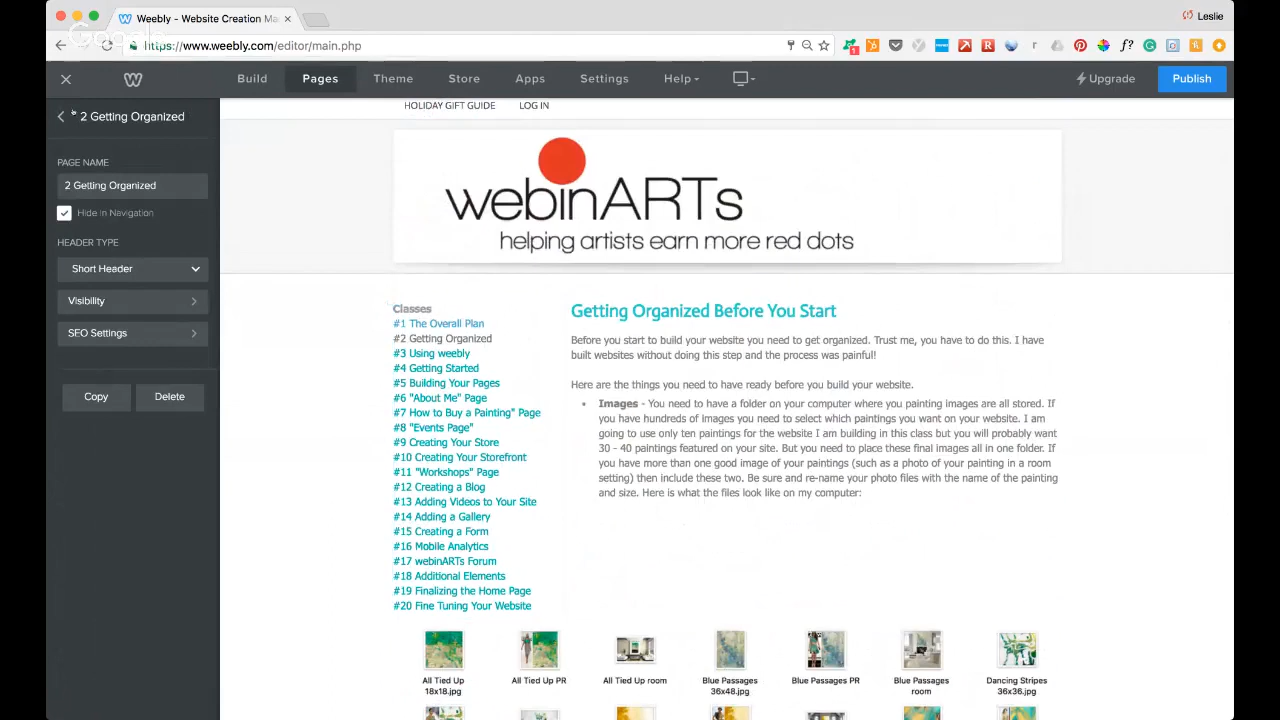 Weebly - Website Creation Ma
Leslie
Google
https://www.weebly.com/editor/main.php
1
Build
Pages
Theme
Store
Apps
Settings
Help
Upgrade
Publish
2 Getting Organized
PAGE NAME
2 Getting Organized
Hide in Navigation
HEADER TYPE
Short Header
Visibility
SEO Settings
Copy
Delete
HOLIDAY GIFT GUIDE
LOG IN
webinARTs
helping artists earn more red dots
Classes
#1 The Overall Plan
#2 Getting Organized
#3 Using weebly
#4 Getting Started
#5 Building Your Pages
#6 "About Me" Page
#7 How to Buy a Painting" Page
#8 "Events Page"
#9 Creating Your Store
#10 Creating Your Storefront
#11 "Workshops" Page
#12 Creating a Blog
#13 Adding Videos to Your Site
#14 Adding a Gallery
#15 Creating a Form
#16 Mobile Analytics
#17 webinARTs Forum
#18 Additional Elements
#19 Finalizing the Home Page
#20 Fine Tuning Your Website
Getting Organized Before You Start
Before you start to build your website you need to get organized. Trust me, you have to do this. I have
built websites without doing this step and the process was painful!
Here are the things you need to have ready before you build your website.
• Images - You need to have a folder on your computer where you painting images are all stored. If
you have hundreds of images you need to select which paintings you want on your website. I am
going to use only ten paintings for the website I am building in this class but you will probably want
30 - 40 paintings featured on your site. But you need to place these final images all in one folder. If
you have more than one good image of your paintings (such as a photo of your painting in a room
setting) then include these two. Be sure and re-name your photo files with the name of the painting
and size. Here is what the files look like on my computer:
All Tied Up
18x18.jpg
All Tied Up PR
All Tied Up room
Blue Passages
36x48.jpg
Blue Passages PR
Blue Passages
room
Dancing Stripes
36x36.jpg